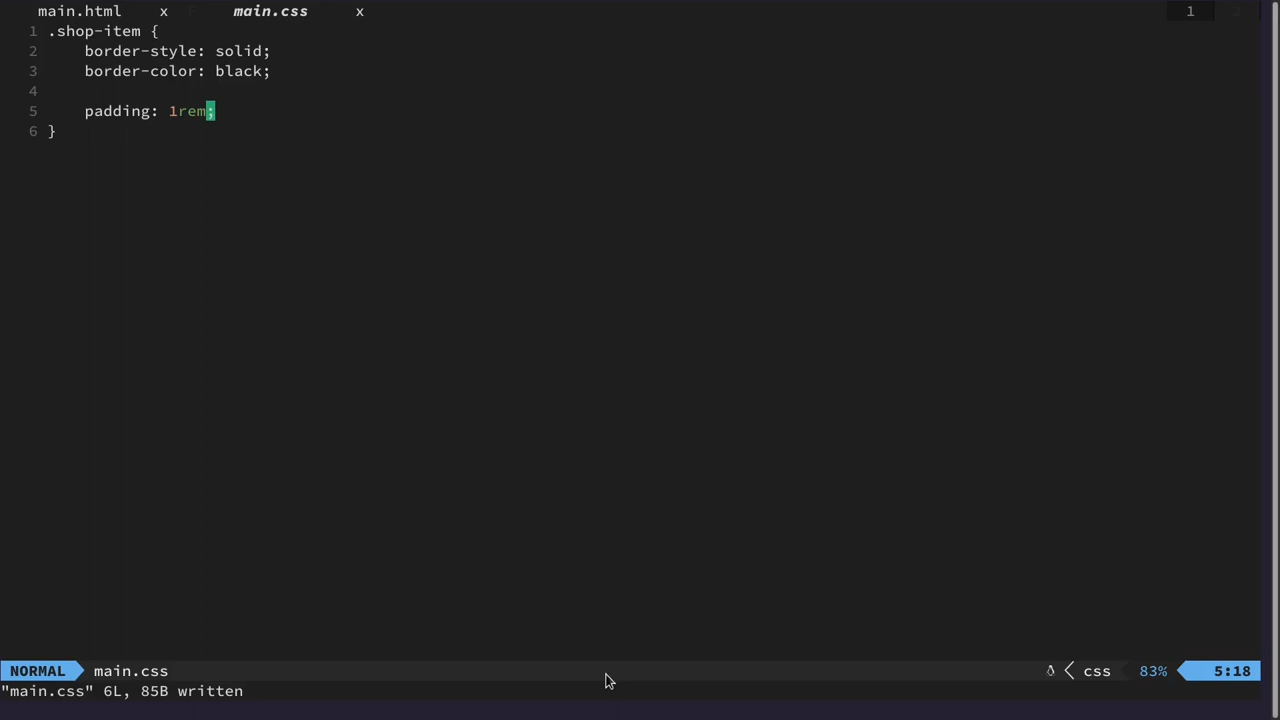 main.html x main.css x 1
1 .shop-item {
2 border-style: solid;
3 border-color: black;
4
5 padding: 1rem;
6 }
NORMAL main.css css 83% 5:18
"main.css" 6L, 85B written